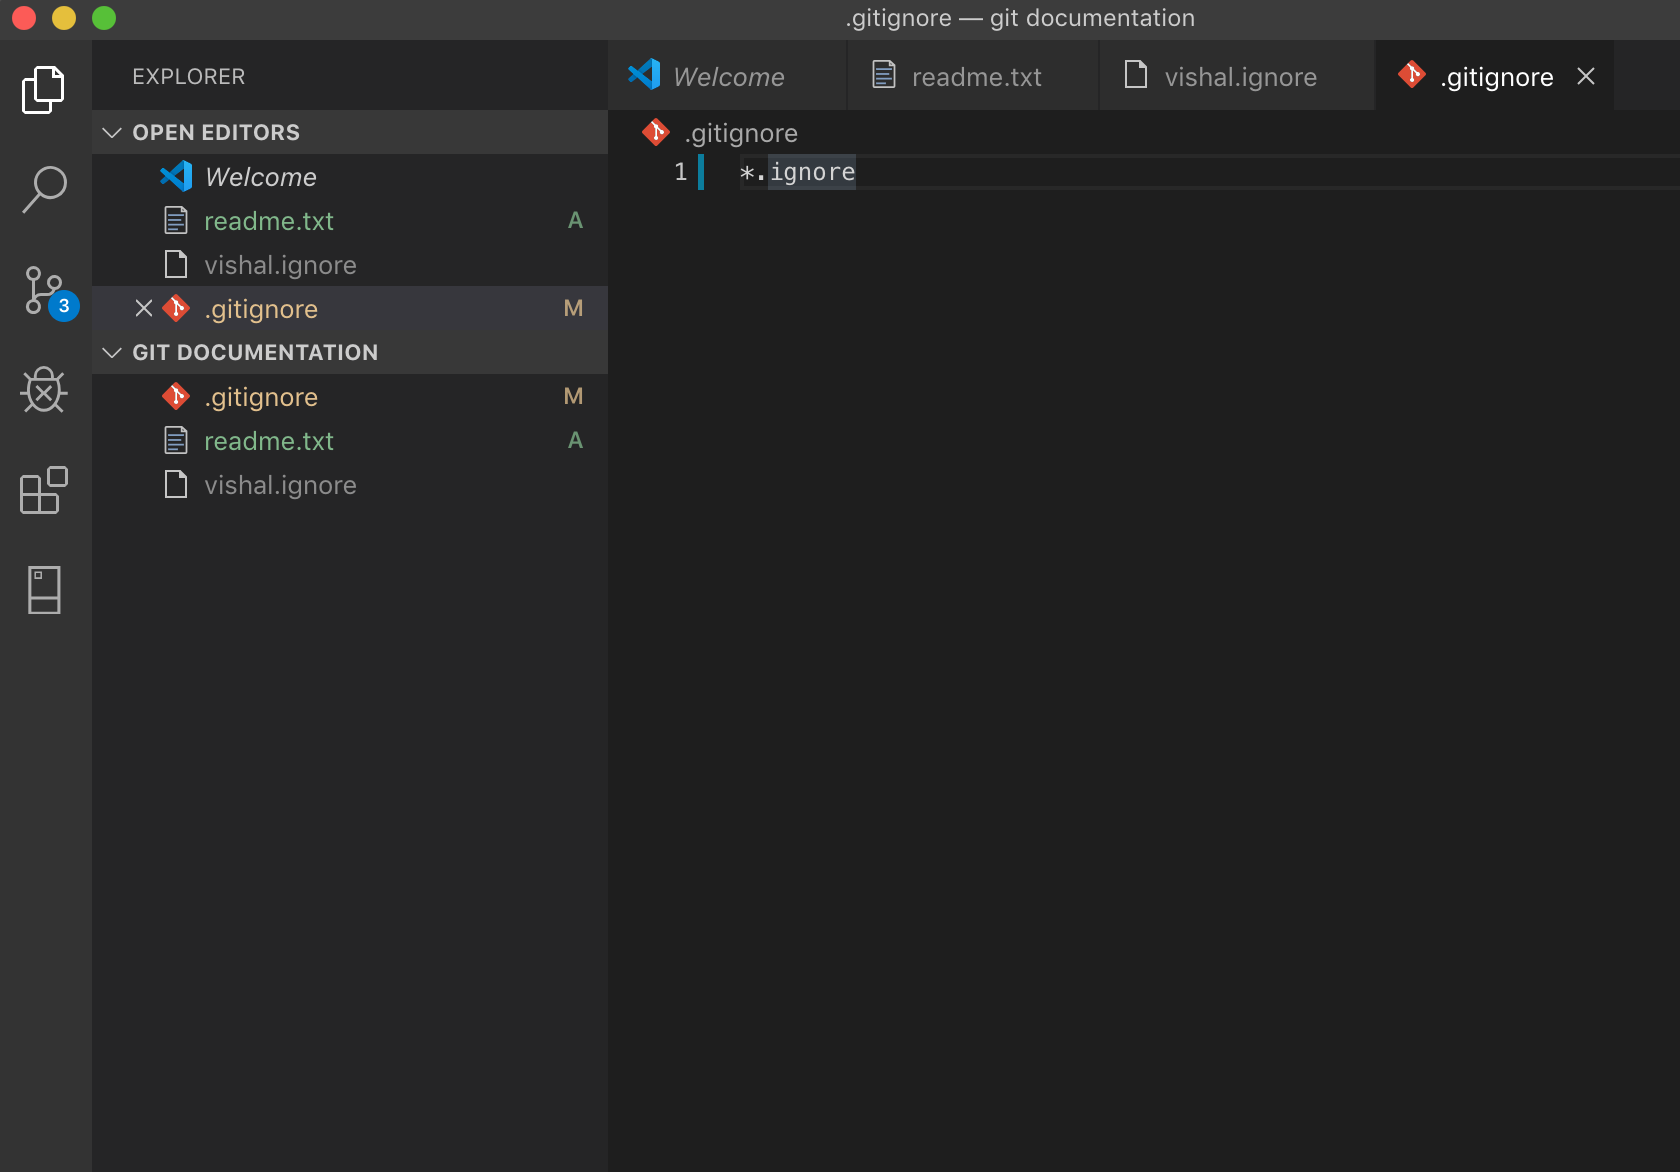 .gitignore — git documentation
EXPLORER
OPEN EDITORS
Welcome
readme.txt A
vishal.ignore
.gitignore M
GIT DOCUMENTATION
.gitignore M
readme.txt A
vishal.ignore
3
Welcome readme.txt vishal.ignore .gitignore
.gitignore
1 *.ignore